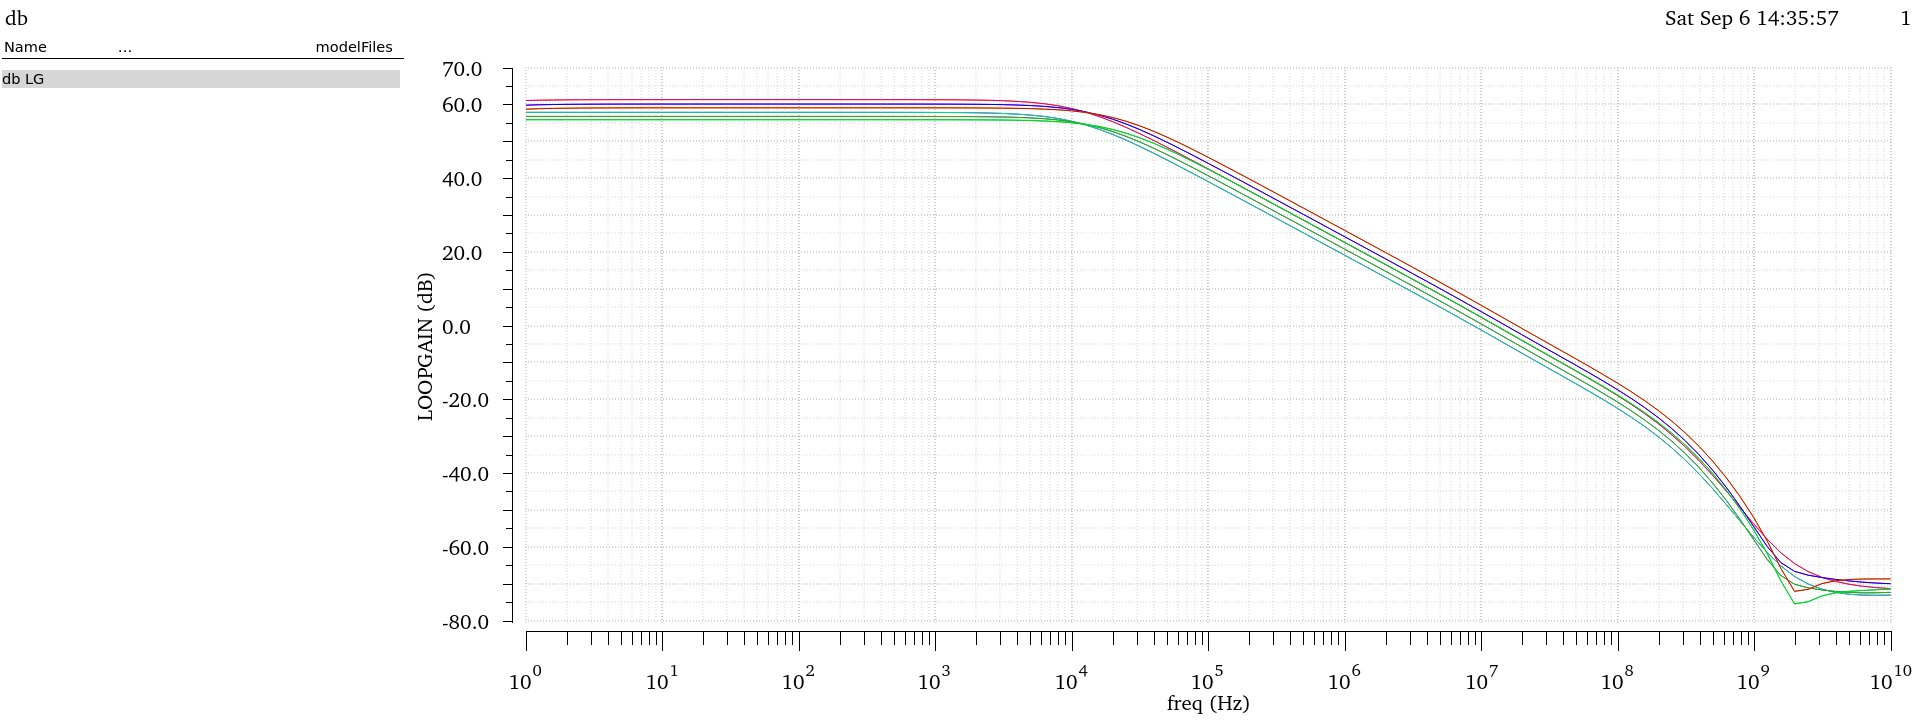 db
Sat Sep 6 14:35:57 1
Name ... modelFiles
db LG
70.0
60.0
40.0
20.0
0.0
-20.0
-40.0
-60.0
-80.0
LOOPGAIN (dB)
10^0 10^1 10^2 10^3 10^4 10^5 10^6 10^7 10^8 10^9 10^10
freq (Hz)